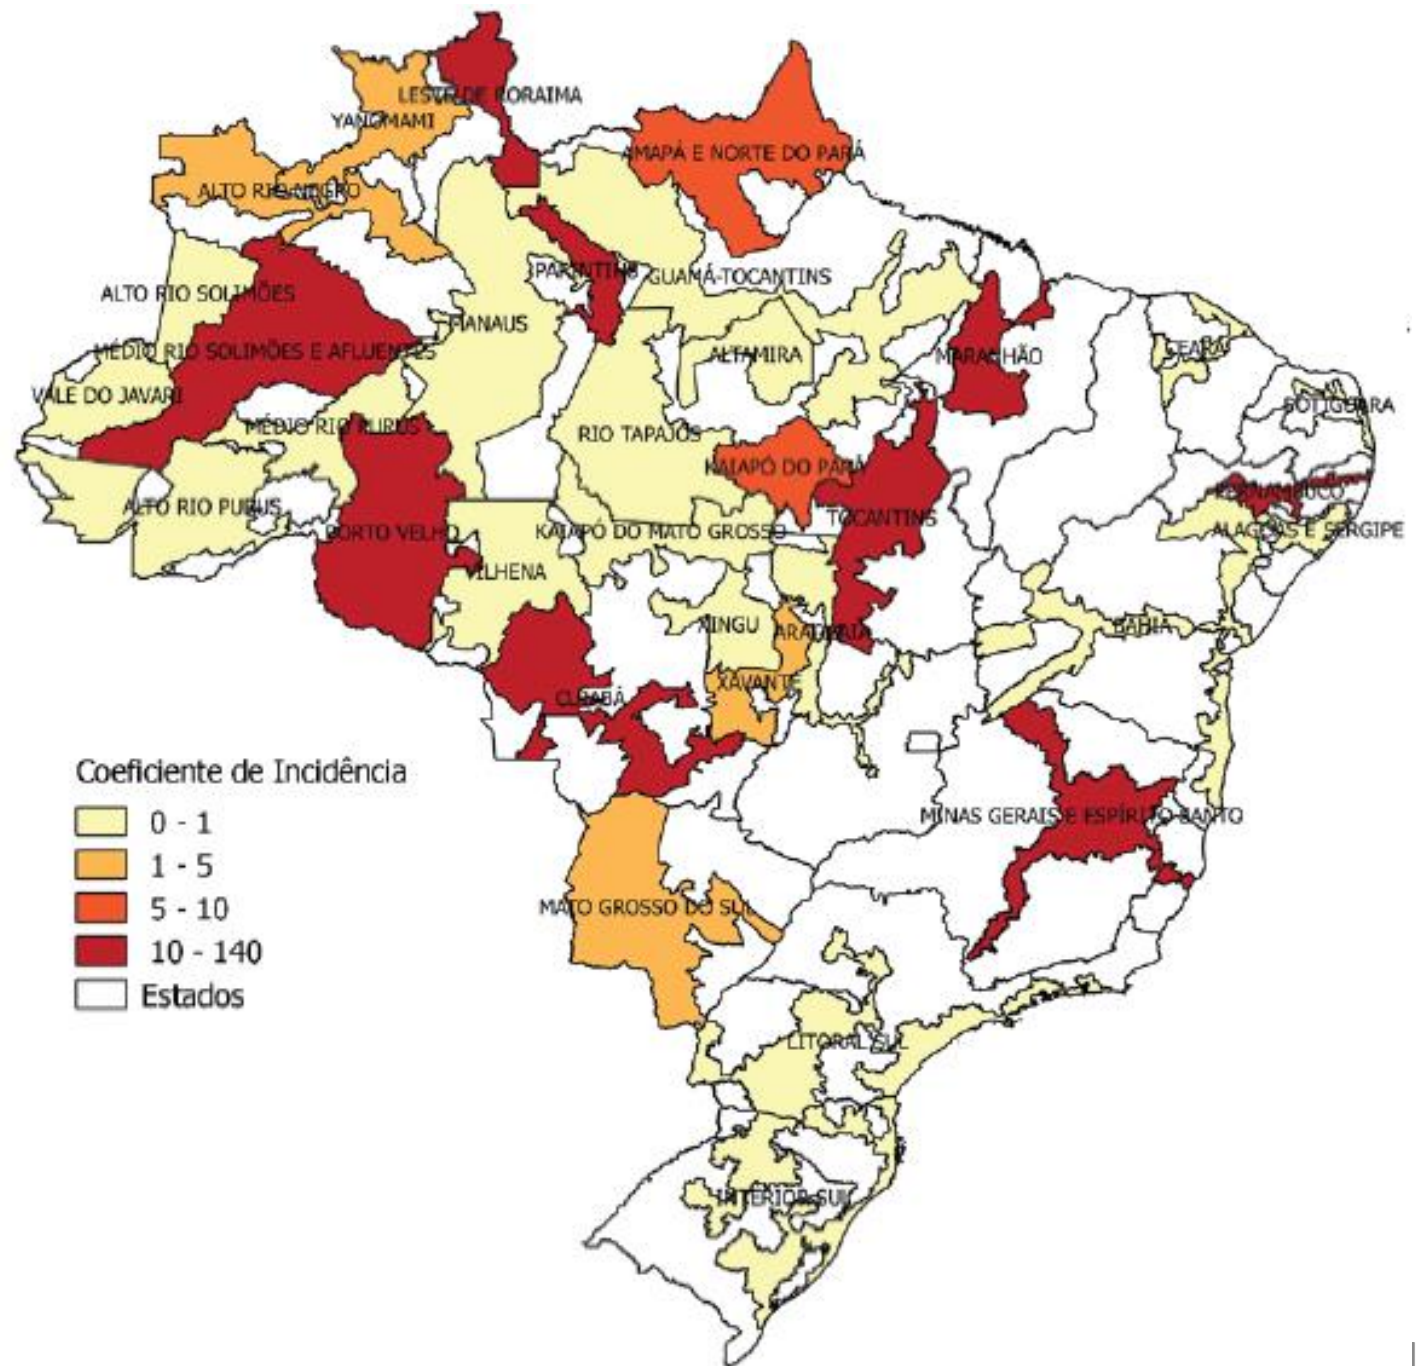 LESTE DE RORAIMA
YANOMAMI
AMAPÁ E NORTE DO PARÁ
ALTO RIO NEGRO
PARINTINS
GUAMÁ-TOCANTINS
ALTO RIO SOLIMÕES
MANAUS
MÉDIO RIO SOLIMÕES E AFLUENTES
ALTAMIRA
MARANHÃO
CEARÁ
VALE DO JAVARI
POTIGUARA
MÉDIO RIO PURUS
RIO TAPAJÓS
KAIAPÓ DO PARÁ
PERNAMBUCO
ALTO RIO PURUS
TOCANTINS
PORTO VELHO
KAIAPÓ DO MATO GROSSO
ALAGOAS E SERGIPE
VILHENA
XINGU
ARAGUAIA
BAHIA
XAVANTE
CUIABÁ
Coeficiente de Incidência
0 - 1
1 - 5
5 - 10
10 - 140
Estados
MINAS GERAIS E ESPÍRITO SANTO
MATO GROSSO DO SUL
LITORAL SUL
INTERIOR SUL